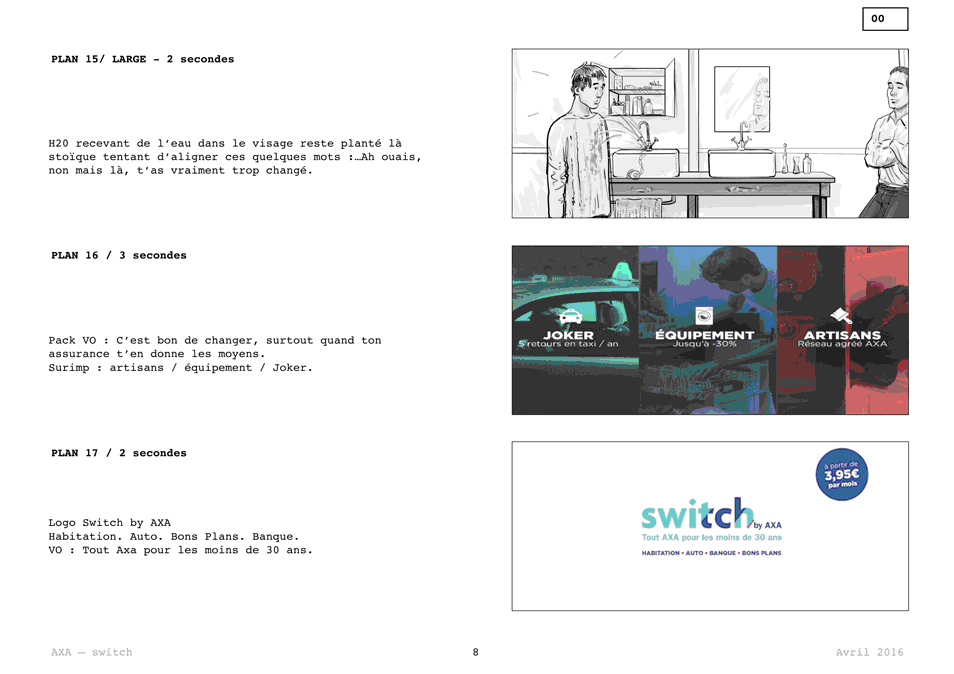 00
PLAN 15/ LARGE - 2 secondes
H20 recevant de l'eau dans le visage reste planté là
stoïque tentant d'aligner ces quelques mots :…Ah ouais,
non mais là, t'as vraiment trop changé.
PLAN 16 / 3 secondes
Pack VO : C'est bon de changer, surtout quand ton
assurance t'en donne les moyens.
Surimp : artisans / équipement / Joker.
JOKER
5 retours en taxi / an
ÉQUIPEMENT
Jusqu'à -30%
ARTISANS
Réseau agréé AXA
PLAN 17 / 2 secondes
Logo Switch by AXA
Habitation. Auto. Bons Plans. Banque.
VO : Tout Axa pour les moins de 30 ans.
à partir de
3,95€
par mois
switch by AXA
Tout AXA pour les moins de 30 ans
HABITATION • AUTO • BANQUE • BONS PLANS
AXA – switch
8
Avril 2016